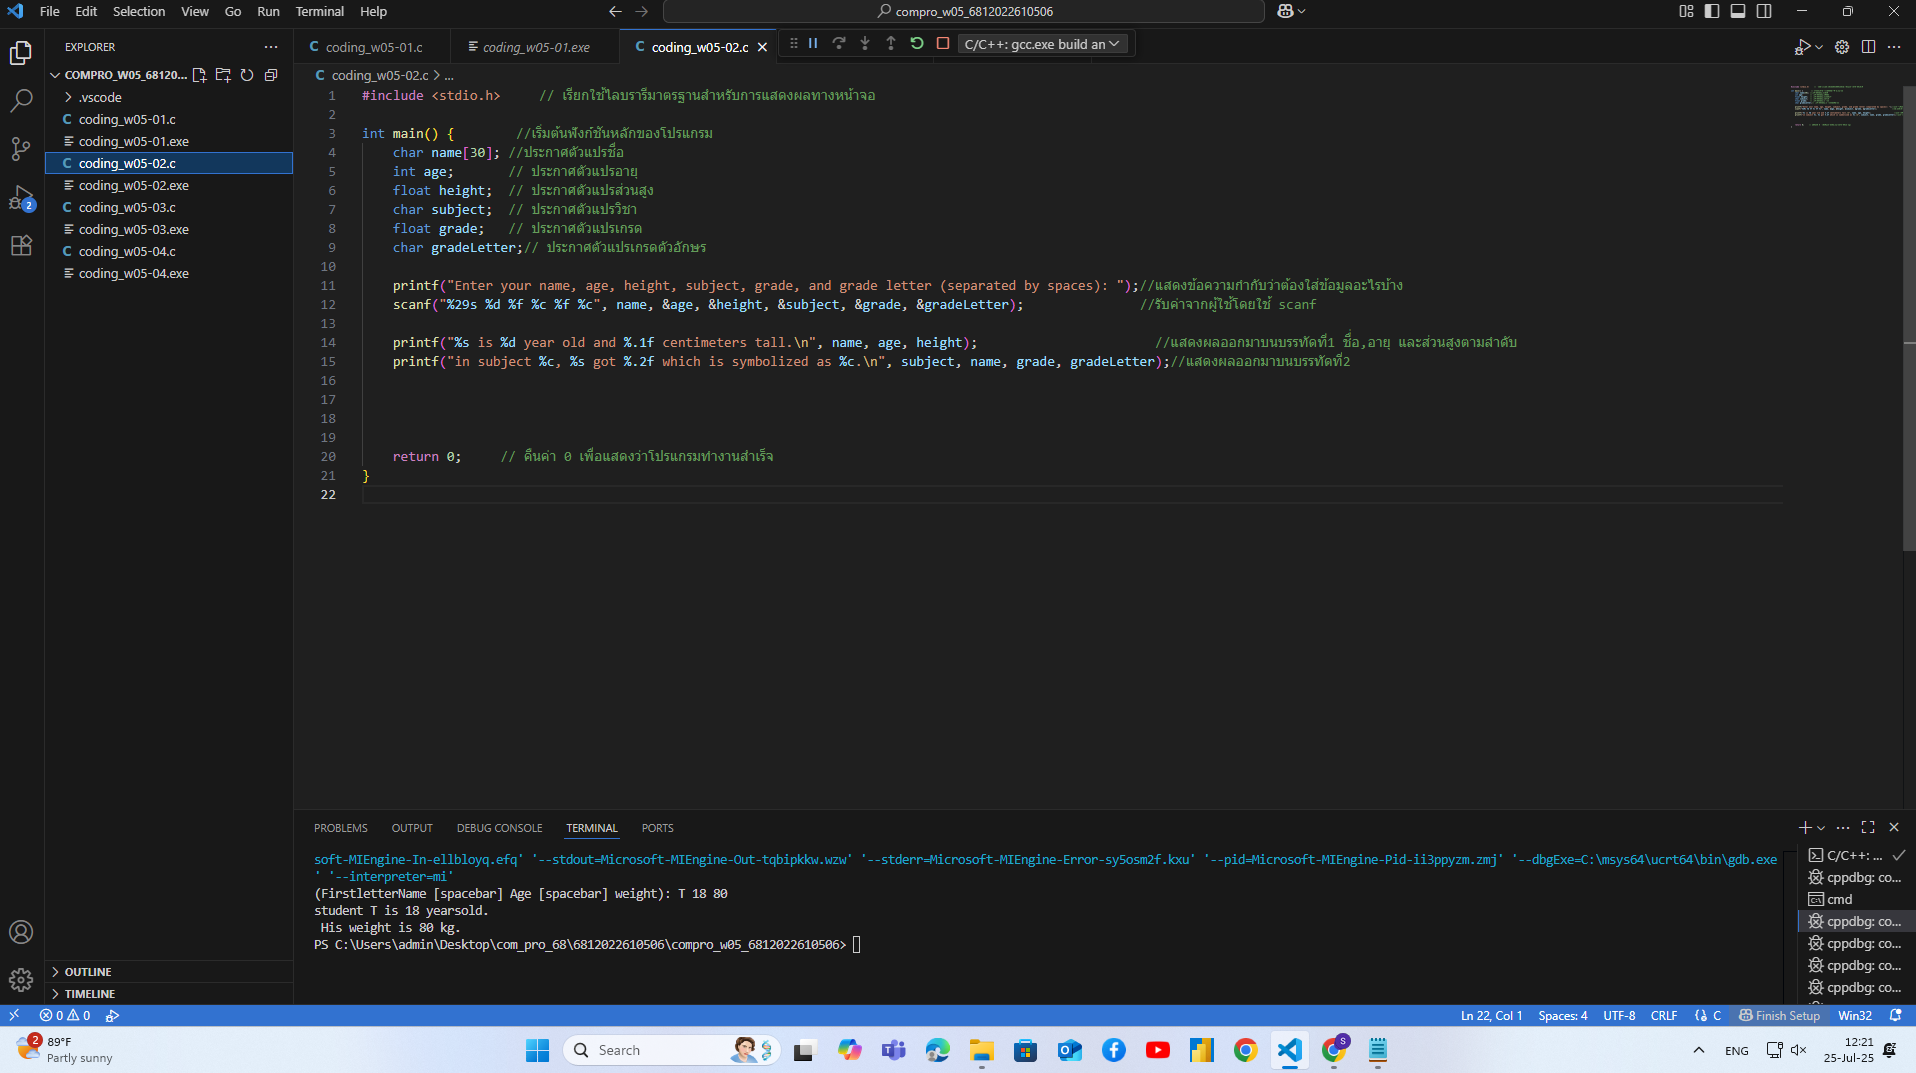 File Edit Selection View Go Run Terminal Help
compro_w05_6812022610506
EXPLORER
COMPRO_W05_68120...
.vscode
C coding_w05-01.c
coding_w05-01.exe
C coding_w05-02.c
coding_w05-02.exe
C coding_w05-03.c
coding_w05-03.exe
C coding_w05-04.c
coding_w05-04.exe
OUTLINE
TIMELINE
2
C coding_w05-01.c
coding_w05-01.exe
C coding_w05-02.c
C/C++: gcc.exe build an
C coding_w05-02.c > ...
1 #include <stdio.h> // เรียกใช้ไลบรารีมาตรฐานสำหรับการแสดงผลทางหน้าจอ
2
3 int main() { //เริ่มต้นฟังก์ชันหลักของโปรแกรม
4 char name[30]; //ประกาศตัวแปรชื่อ
5 int age; // ประกาศตัวแปรอายุ
6 float height; // ประกาศตัวแปรส่วนสูง
7 char subject; // ประกาศตัวแปรวิชา
8 float grade; // ประกาศตัวแปรเกรด
9 char gradeLetter;// ประกาศตัวแปรเกรดตัวอักษร
10
11 printf("Enter your name, age, height, subject, grade, and grade letter (separated by spaces): ");//แสดงข้อความกำกับว่าต้องใส่ข้อมูลอะไรบ้าง
12 scanf("%29s %d %f %c %f %c", name, &age, &height, &subject, &grade, &gradeLetter); //รับค่าจากผู้ใช้โดยใช้ scanf
13
14 printf("%s is %d year old and %.1f centimeters tall.\n", name, age, height); //แสดงผลออกมาบนบรรทัดที่1 ชื่อ,อายุ และส่วนสูงตามลำดับ
15 printf("in subject %c, %s got %.2f which is symbolized as %c.\n", subject, name, grade, gradeLetter);//แสดงผลออกมาบนบรรทัดที่2
16
17
18
19
20 return 0; // คืนค่า 0 เพื่อแสดงว่าโปรแกรมทำงานสำเร็จ
21 }
22
PROBLEMS OUTPUT DEBUG CONSOLE TERMINAL PORTS
soft-MIEngine-In-ellbloyq.efq' '--stdout=Microsoft-MIEngine-Out-tqbipkkw.wzw' '--stderr=Microsoft-MIEngine-Error-sy5osm2f.kxu' '--pid=Microsoft-MIEngine-Pid-ii3ppyzm.zmj' '--dbgExe=C:\msys64\ucrt64\bin\gdb.exe
' '--interpreter=mi'
(FirstletterName [spacebar] Age [spacebar] weight): T 18 80
student T is 18 yearsold.
His weight is 80 kg.
PS C:\Users\admin\Desktop\com_pro_68\6812022610506\compro_w05_6812022610506>
C/C++: ...
cppdbg: co...
cmd
cppdbg: co...
cppdbg: co...
cppdbg: co...
cppdbg: co...
0 0
Ln 22, Col 1 Spaces: 4 UTF-8 CRLF C Finish Setup Win32
2
89°F
Partly sunny
Search
S
ENG
12:21
25-Jul-25